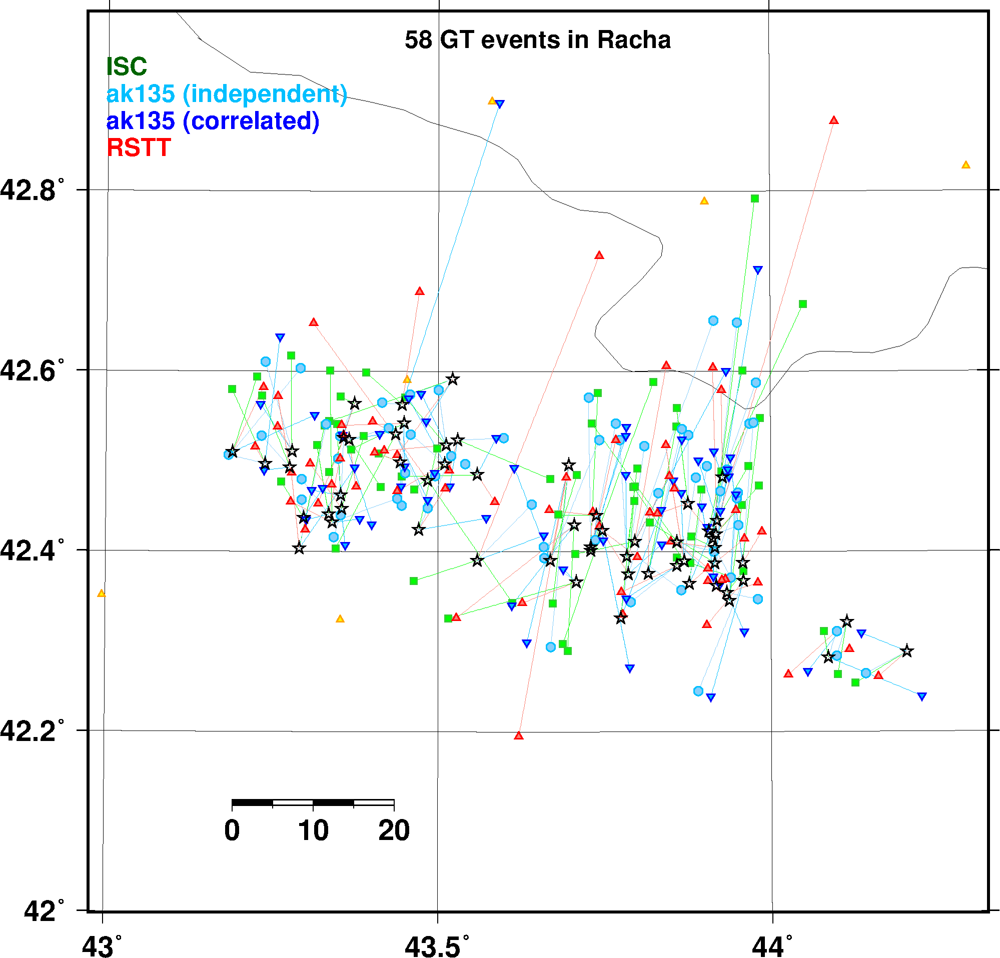 58 GT events in Racha
ISC
ak135 (independent)
ak135 (correlated)
RSTT
42.8°
42.6°
42.4°
42.2°
42°
0 10 20
43° 43.5° 44°